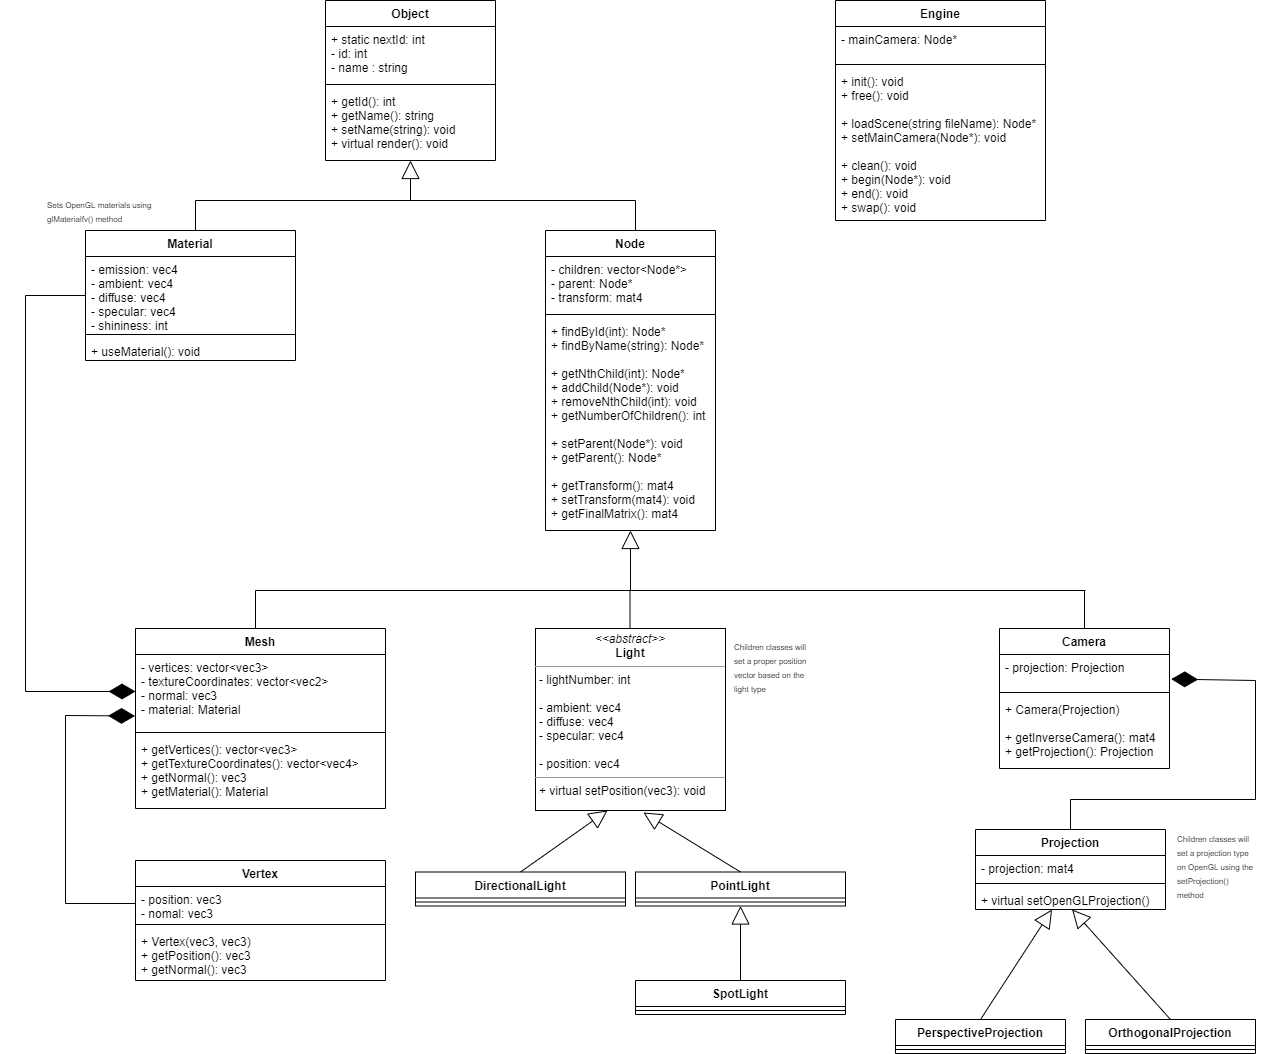 Object
+ static nextId: int
- id: int
- name : string
+ getId(): int
+ getName(): string
+ setName(string): void
+ virtual render(): void
Engine
- mainCamera: Node*
+ init(): void
+ free(): void
+ loadScene(string fileName): Node*
+ setMainCamera(Node*): void
+ clean(): void
+ begin(Node*): void
+ end(): void
+ swap(): void
Sets OpenGL materials using
glMaterialfv() method
Material
- emission: vec4
- ambient: vec4
- diffuse: vec4
- specular: vec4
- shininess: int
+ useMaterial(): void
Node
- children: vector<Node*>
- parent: Node*
- transform: mat4
+ findById(int): Node*
+ findByName(string): Node*
+ getNthChild(int): Node*
+ addChild(Node*): void
+ removeNthChild(int): void
+ getNumberOfChildren(): int
+ setParent(Node*): void
+ getParent(): Node*
+ getTransform(): mat4
+ setTransform(mat4): void
+ getFinalMatrix(): mat4
Mesh
- vertices: vector<vec3>
- textureCoordinates: vector<vec2>
- normal: vec3
- material: Material
+ getVertices(): vector<vec3>
+ getTextureCoordinates(): vector<vec4>
+ getNormal(): vec3
+ getMaterial(): Material
<<abstract>>
Light
- lightNumber: int
- ambient: vec4
- diffuse: vec4
- specular: vec4
- position: vec4
+ virtual setPosition(vec3): void
Children classes will
set a proper position
vector based on the
light type
Camera
- projection: Projection
+ Camera(Projection)
+ getInverseCamera(): mat4
+ getProjection(): Projection
Vertex
- position: vec3
- nomal: vec3
+ Vertex(vec3, vec3)
+ getPosition(): vec3
+ getNormal(): vec3
DirectionalLight
PointLight
SpotLight
Projection
- projection: mat4
+ virtual setOpenGLProjection()
Children classes will
set a projection type
on OpenGL using the
setProjection()
method
PerspectiveProjection
OrthogonalProjection